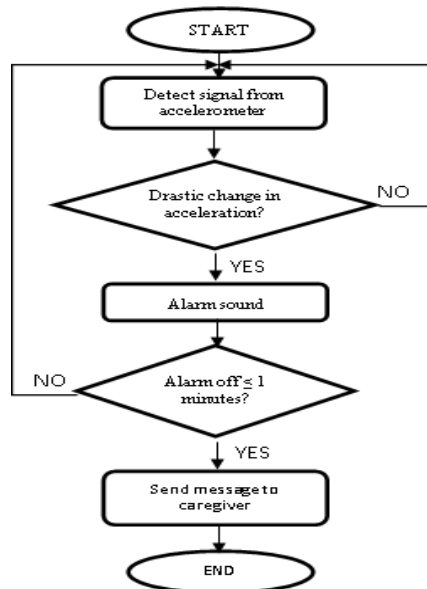 START
Detect signal from
accelerometer
Drastic change in
acceleration?
NO
YES
Alarm sound
Alarm off ≤ 1
minutes?
NO
YES
Send message to
caregiver
END